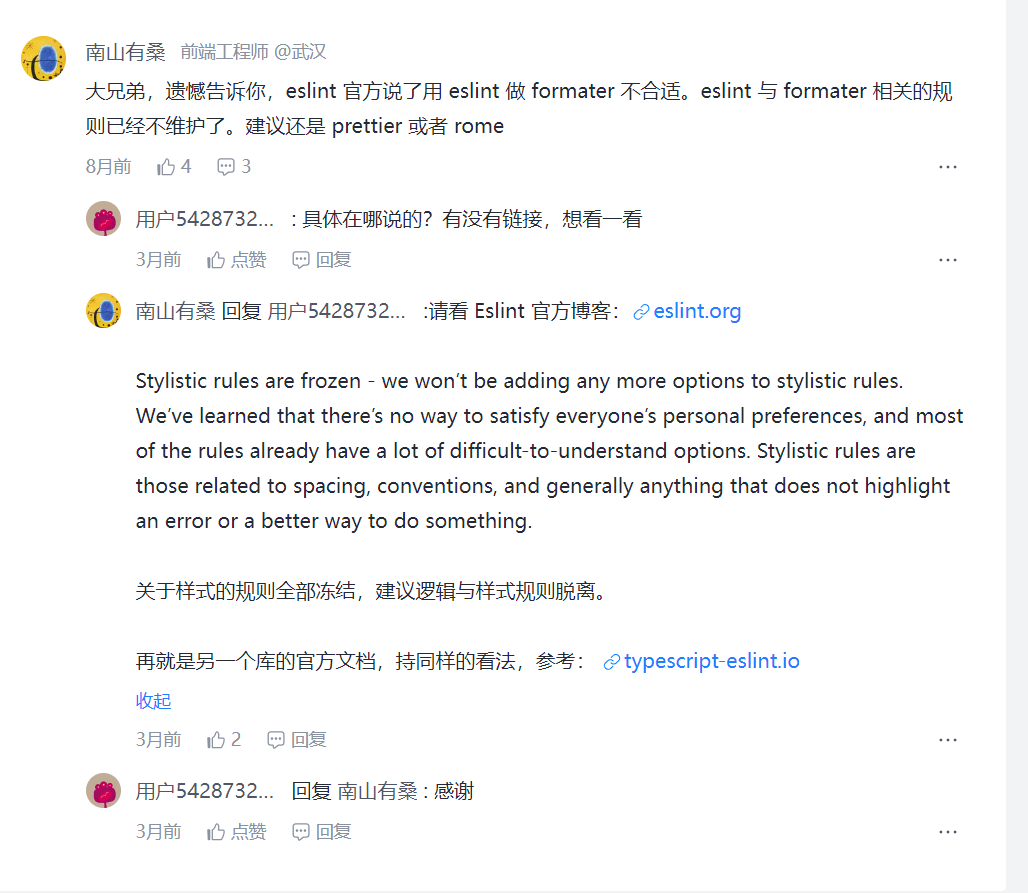 南山有桑 前端工程师 @武汉
大兄弟，遗憾告诉你，eslint 官方说了用 eslint 做 formater 不合适。eslint 与 formater 相关的规
则已经不维护了。建议还是 prettier 或者 rome
8月前 4 3
用户5428732... : 具体在哪说的？有没有链接，想看一看
3月前 点赞 回复
南山有桑 回复 用户5428732... :请看 Eslint 官方博客： eslint.org
Stylistic rules are frozen - we won’t be adding any more options to stylistic rules.
We’ve learned that there’s no way to satisfy everyone’s personal preferences, and most
of the rules already have a lot of difficult-to-understand options. Stylistic rules are
those related to spacing, conventions, and generally anything that does not highlight
an error or a better way to do something.
关于样式的规则全部冻结，建议逻辑与样式规则脱离。
再就是另一个库的官方文档，持同样的看法，参考： typescript-eslint.io
收起
3月前 2 回复
用户5428732... 回复 南山有桑 : 感谢
3月前 点赞 回复